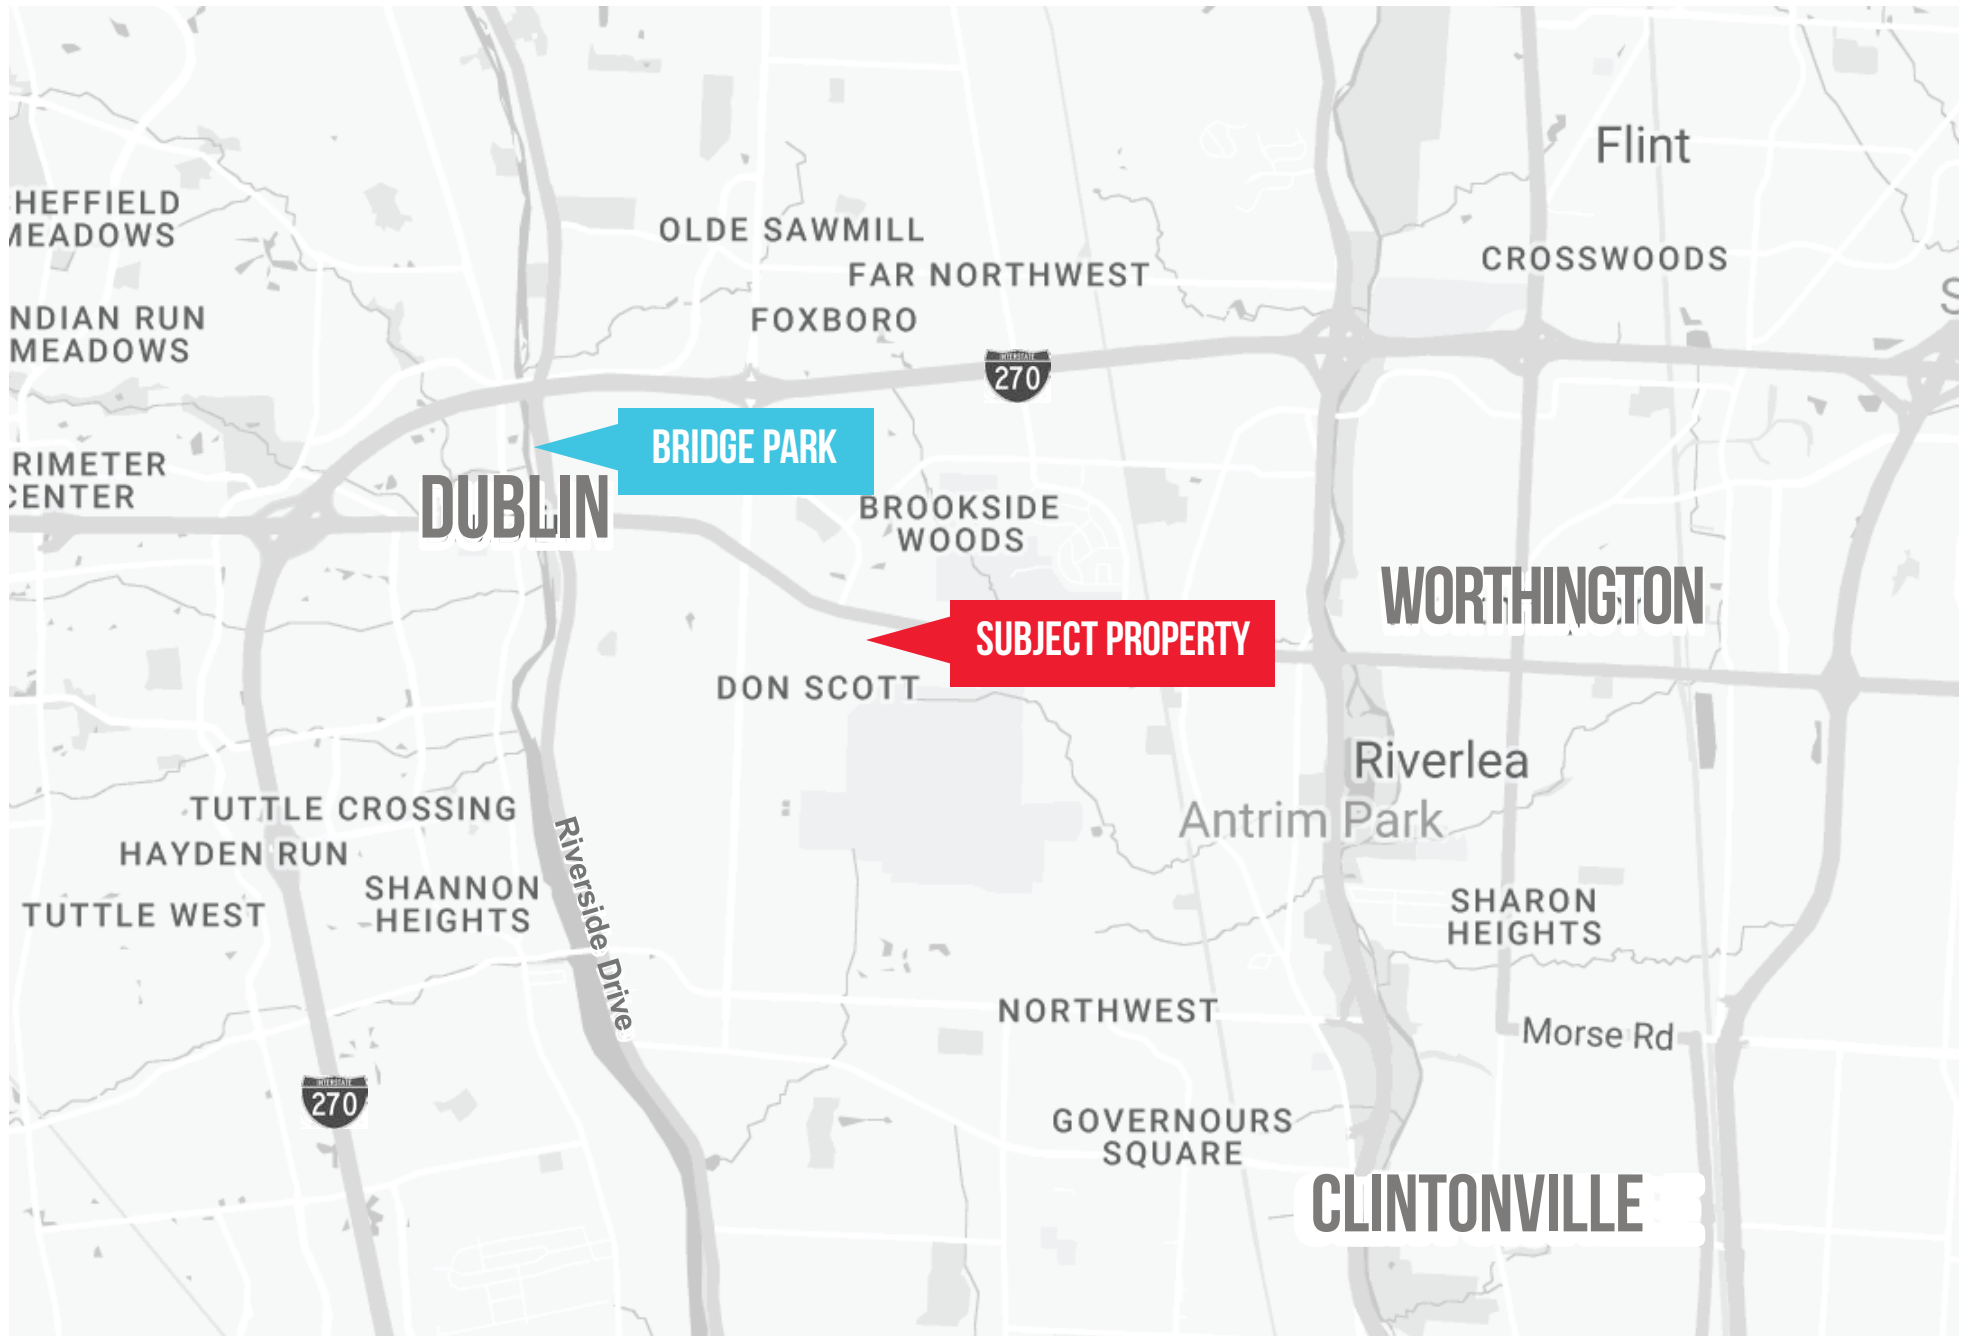 Flint
HEFFIELD
MEADOWS
OLDE SAWMILL
CROSSWOODS
FAR NORTHWEST
S
NDIAN RUN
MEADOWS
FOXBORO
INTERSTATE
270
BRIDGE PARK
RIMETER
CENTER
DUBLIN
BROOKSIDE
WOODS
WORTHINGTON
SUBJECT PROPERTY
DON SCOTT
Riverlea
TUTTLE CROSSING
Antrim Park
HAYDEN RUN
Riverside Drive
SHANNON
HEIGHTS
TUTTLE WEST
SHARON
HEIGHTS
NORTHWEST
Morse Rd
INTERSTATE
270
GOVERNOURS
SQUARE
CLINTONVILLE